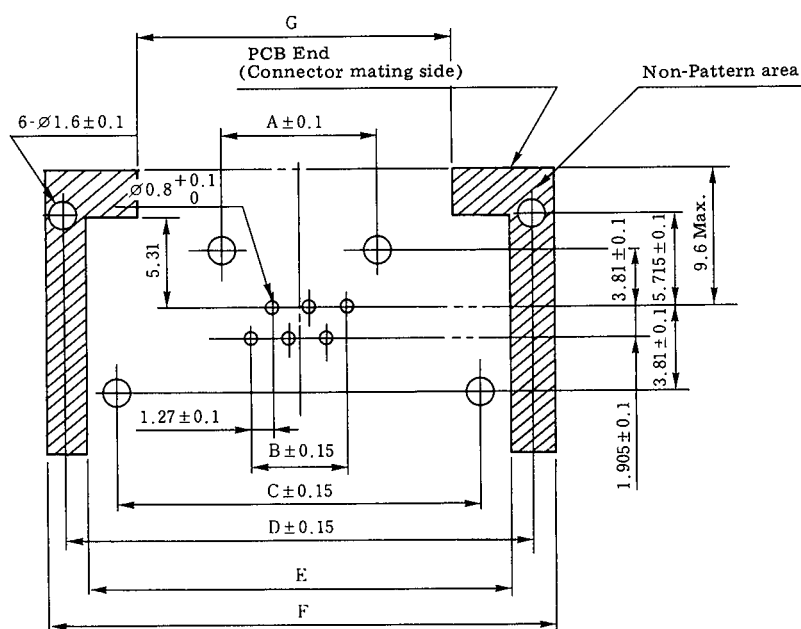 G
PCB End
(Connector mating side)
Non-Pattern area
6-∅1.6±0.1
A±0.1
∅0.8 +0.1 0
5.31
3.81±0.1
5.715±0.1
9.6 Max.
3.81±0.1
1.905±0.1
1.27±0.1
B±0.15
C±0.15
D±0.15
E
F